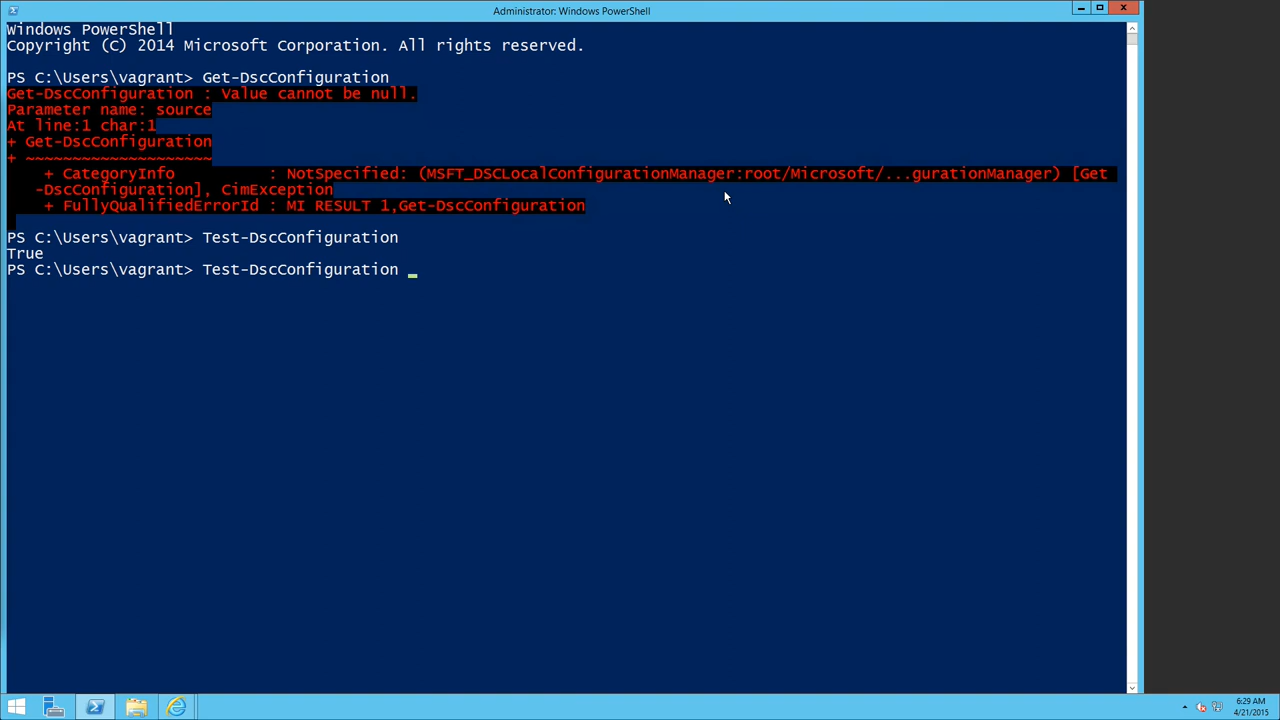 Administrator: Windows PowerShell
Windows PowerShell
Copyright (C) 2014 Microsoft Corporation. All rights reserved.
PS C:\Users\vagrant> Get-DscConfiguration
Get-DscConfiguration : Value cannot be null.
Parameter name: source
At line:1 char:1
+ Get-DscConfiguration
+ ~~~~~~~~~~~~~~~~~~~~
    + CategoryInfo          : NotSpecified: (MSFT_DSCLocalConfigurationManager:root/Microsoft/...gurationManager) [Get
   -DscConfiguration], CimException
    + FullyQualifiedErrorId : MI RESULT 1,Get-DscConfiguration
PS C:\Users\vagrant> Test-DscConfiguration
True
PS C:\Users\vagrant> Test-DscConfiguration
6:29 AM
4/21/2015